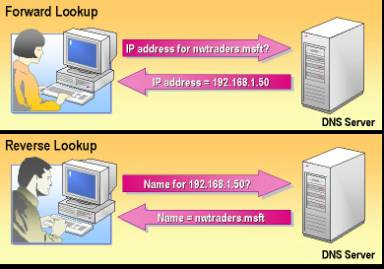 Forward Lookup
IP address for nwtraders.msft?
IP address = 192.168.1.50
DNS Server
Reverse Lookup
Name for 192.168.1.50?
Name = nwtraders.msft
DNS Server